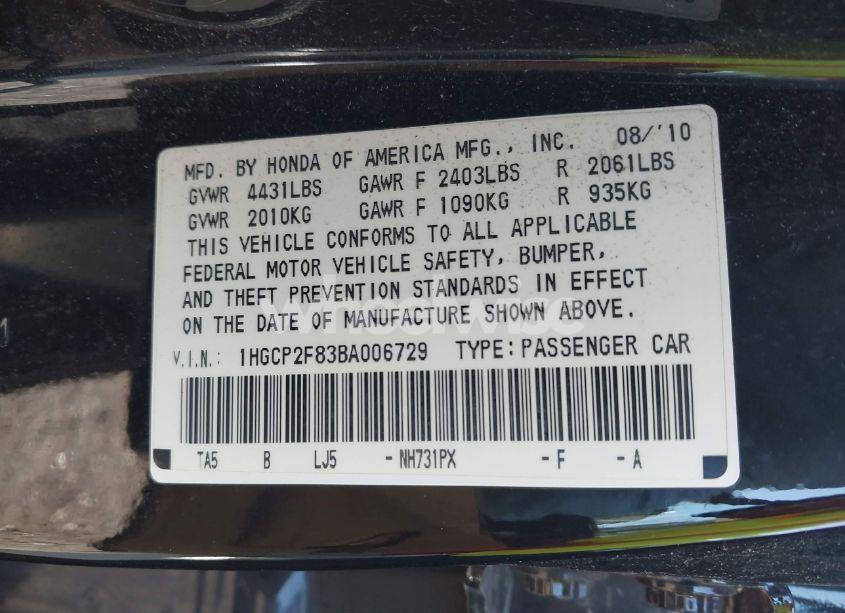 MFD. BY HONDA OF AMERICA MFG., INC. 08/'10
GVWR 4431LBS GAWR F 2403LBS R 2061LBS
GVWR 2010KG GAWR F 1090KG R 935KG
THIS VEHICLE CONFORMS TO ALL APPLICABLE
FEDERAL MOTOR VEHICLE SAFETY, BUMPER,
AND THEFT PREVENTION STANDARDS IN EFFECT
ON THE DATE OF MANUFACTURE SHOWN ABOVE.
wheelwise
V.I.N.: 1HGCP2F83BA006729 TYPE: PASSENGER CAR
TA5 B LJ5 -NH731PX -F -A